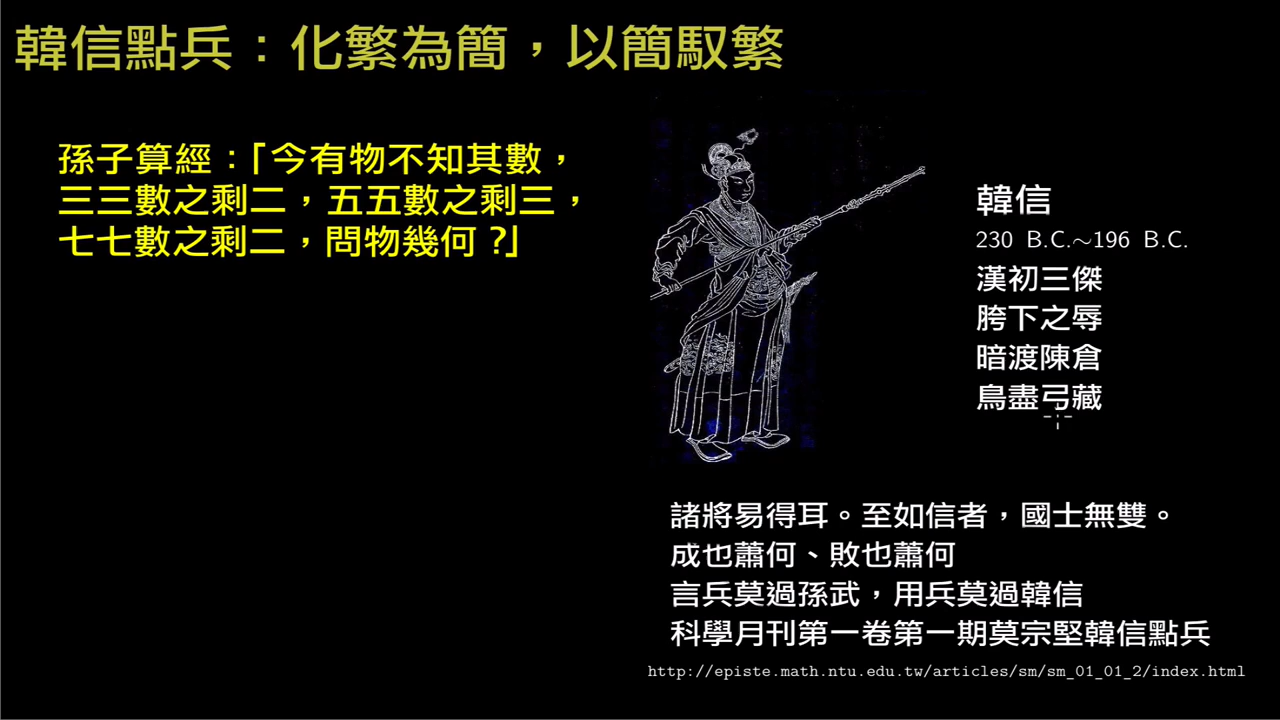 韓信點兵：化繁為簡，以簡馭繁
孫子算經：「今有物不知其數，
三三數之剩二，五五數之剩三，
七七數之剩二，問物幾何？」
韓信
230 B.C.~196 B.C.
漢初三傑
胯下之辱
暗渡陳倉
鳥盡弓藏
諸將易得耳。至如信者，國士無雙。
成也蕭何、敗也蕭何
言兵莫過孫武，用兵莫過韓信
科學月刊第一卷第一期莫宗堅韓信點兵
http://episte.math.ntu.edu.tw/articles/sm/sm_01_01_2/index.html